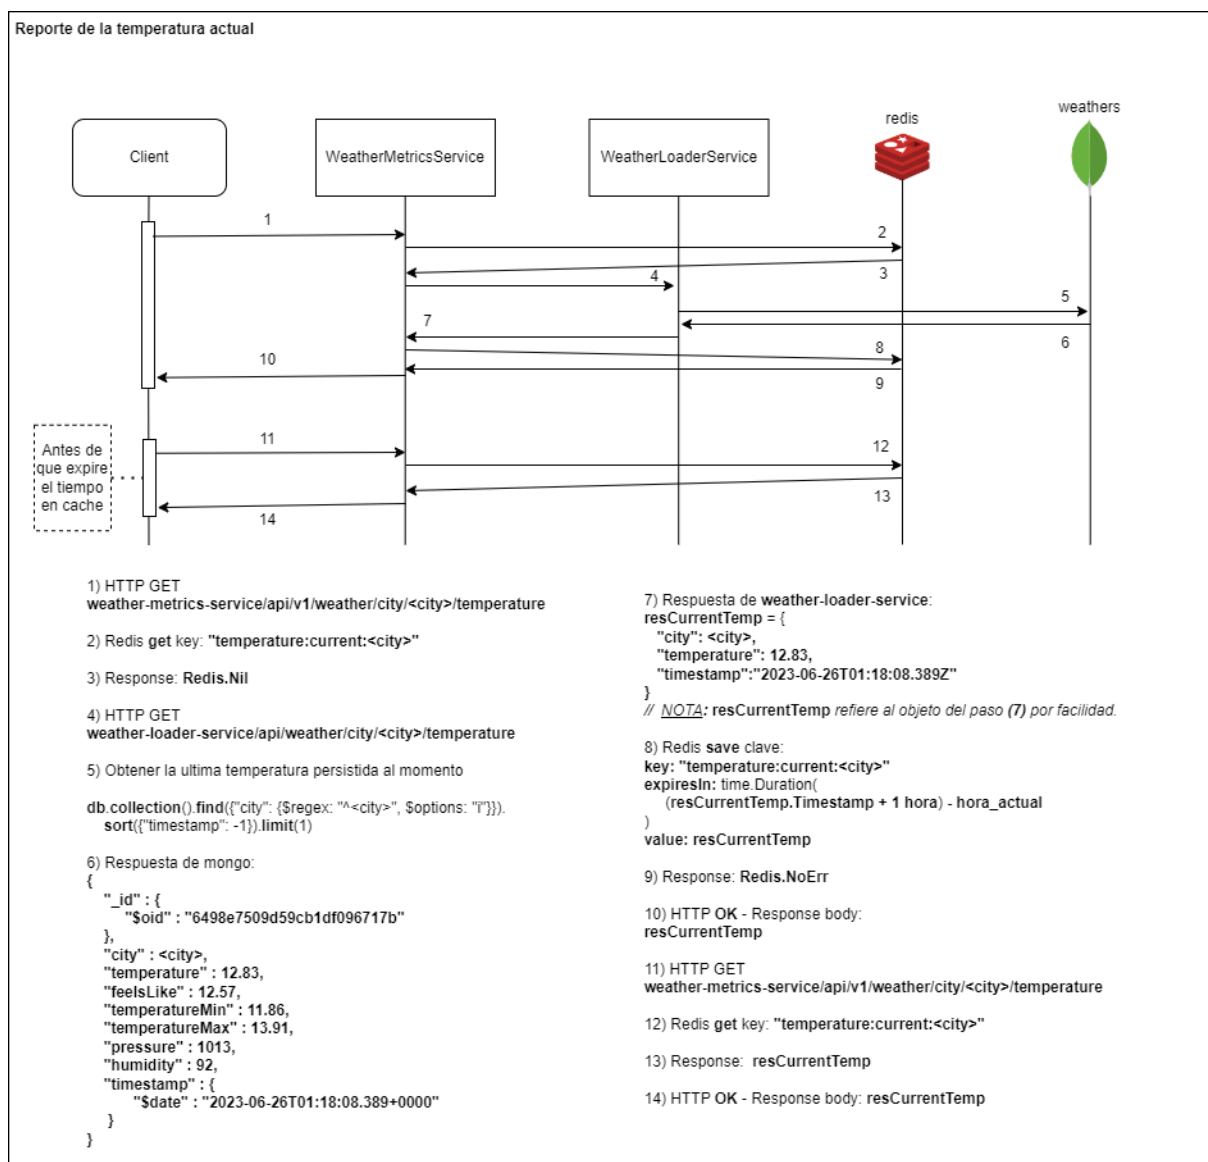 Reporte de la temperatura actual
weathers
redis
Client
WeatherMetricsService
WeatherLoaderService
1
2
3
4
5
6
7
8
9
10
11
12
13
14
Antes de
que expire
el tiempo
en cache
1) HTTP GET
weather-metrics-service/api/v1/weather/city/<city>/temperature
2) Redis get key: "temperature:current:<city>"
3) Response: Redis.Nil
4) HTTP GET
weather-loader-service/api/weather/city/<city>/temperature
5) Obtener la ultima temperatura persistida al momento
db.collection().find({"city": {$regex: "^<city>", $options: "i"}}).
sort({"timestamp": -1}).limit(1)
6) Respuesta de mongo:
{
"_id" : {
"$oid" : "6498e7509d59cb1df096717b"
},
"city" : <city>,
"temperature" : 12.83,
"feelsLike" : 12.57,
"temperatureMin" : 11.86,
"temperatureMax" : 13.91,
"pressure" : 1013,
"humidity" : 92,
"timestamp" : {
"$date" : "2023-06-26T01:18:08.389+0000"
}
}
7) Respuesta de weather-loader-service:
resCurrentTemp = {
"city": <city>,
"temperature": 12.83,
"timestamp":"2023-06-26T01:18:08.389Z"
}
// NOTA: resCurrentTemp refiere al objeto del paso (7) por facilidad.
8) Redis save clave:
key: "temperature:current:<city>"
expiresIn: time.Duration(
(resCurrentTemp.Timestamp + 1 hora) - hora_actual
)
value: resCurrentTemp
9) Response: Redis.NoErr
10) HTTP OK - Response body:
resCurrentTemp
11) HTTP GET
weather-metrics-service/api/v1/weather/city/<city>/temperature
12) Redis get key: "temperature:current:<city>"
13) Response: resCurrentTemp
14) HTTP OK - Response body: resCurrentTemp